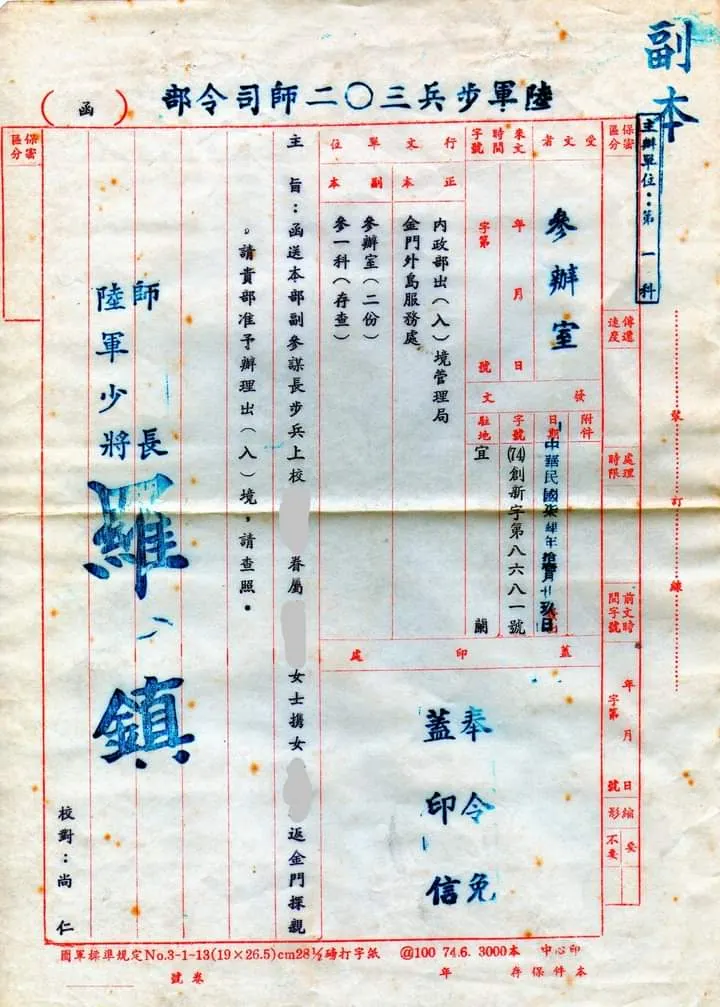 副本
陸軍步兵三〇二師司令部（函）
主辦單位：第一科
裝訂線
保密區分
傳遞速度
處理時限
前文時間字號
年 月 日
字第 號
縮形
要
不要
受文者
參辦室
來文時間字號
年 月 日
字第 號
發文
附件
日期
中華民國柒肆年拾壹月廿玖日
字號
(74)創新字第八六八一號
駐地
宜蘭
行文單位
正本
內政部出（入）境管理局
金門外島服務處
副本
參辦室（二份）
參一科（存查）
蓋印處
奉令免
蓋印信
主旨：函送本部副參謀長步兵上校 眷屬 女士携女 返金門探親
。請貴部准予辦理出（入）境，請查照。
師長
陸軍少將
羅鎮
校對：尚仁
保密區分
國軍標準規定No.3-1-13(19×26.5)cm28½磅打字紙 @100 74.6. 3000本 中心印
本件保存 年
卷號